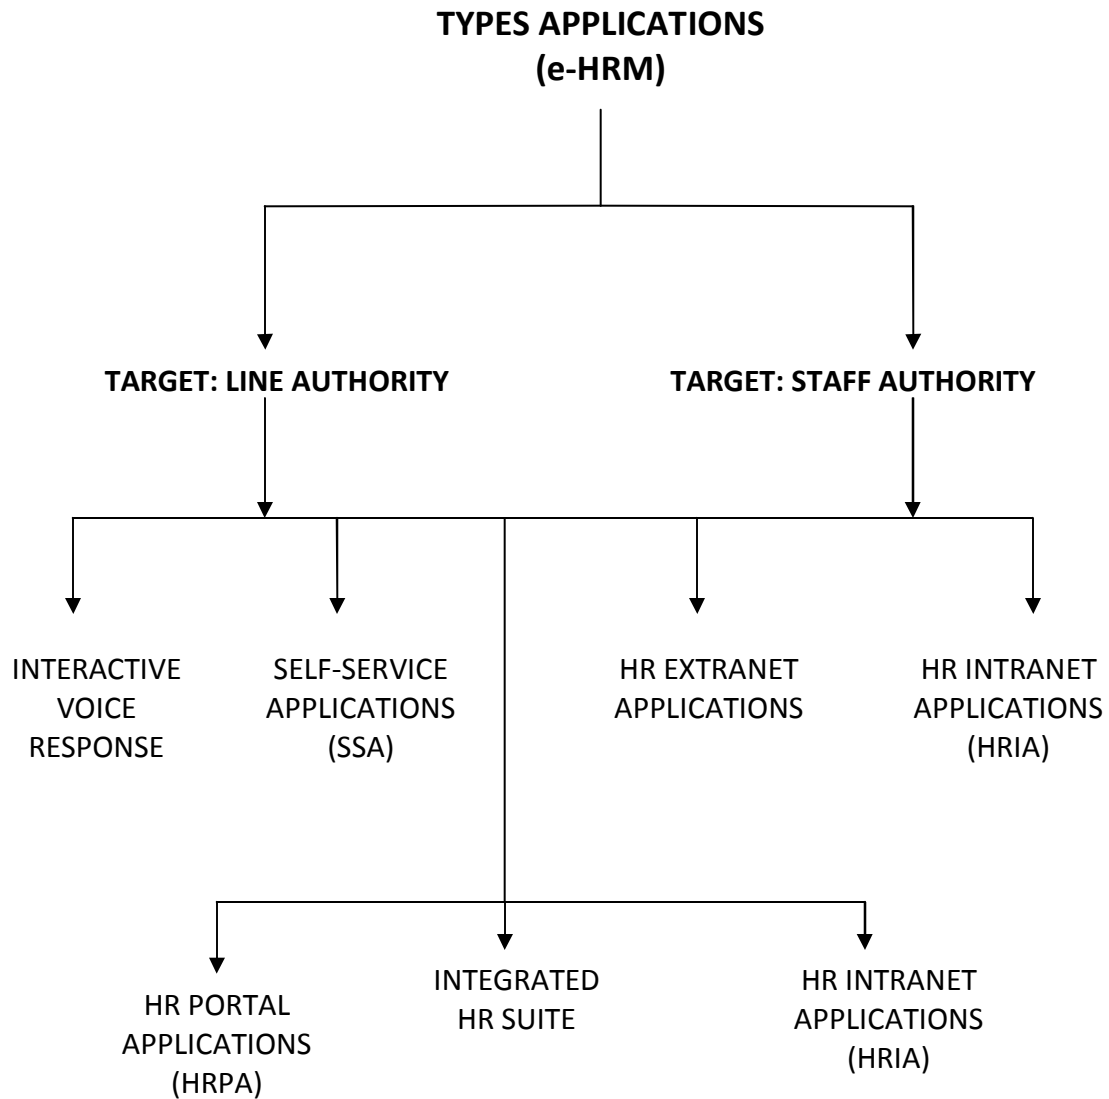 TYPES APPLICATIONS
(e-HRM)
TARGET: LINE AUTHORITY
TARGET: STAFF AUTHORITY
INTERACTIVE
VOICE
RESPONSE
SELF-SERVICE
APPLICATIONS
(SSA)
HR EXTRANET
APPLICATIONS
HR INTRANET
APPLICATIONS
(HRIA)
HR PORTAL
APPLICATIONS
(HRPA)
INTEGRATED
HR SUITE
HR INTRANET
APPLICATIONS
(HRIA)